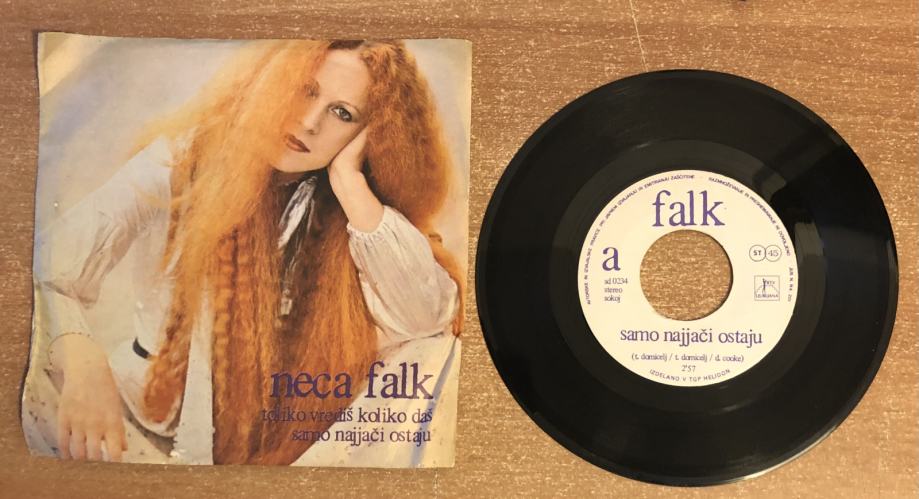 neca falk
toliko vrediš koliko daš
samo najjači ostaju
falk
a
sd 0234
stereo
sokoj
ST 45
LJUBLJANA
samo najjači ostaju
(t. domicelj / t. domicelj / d. cooke)
2'57
IZDELANO V TGP HELIDON